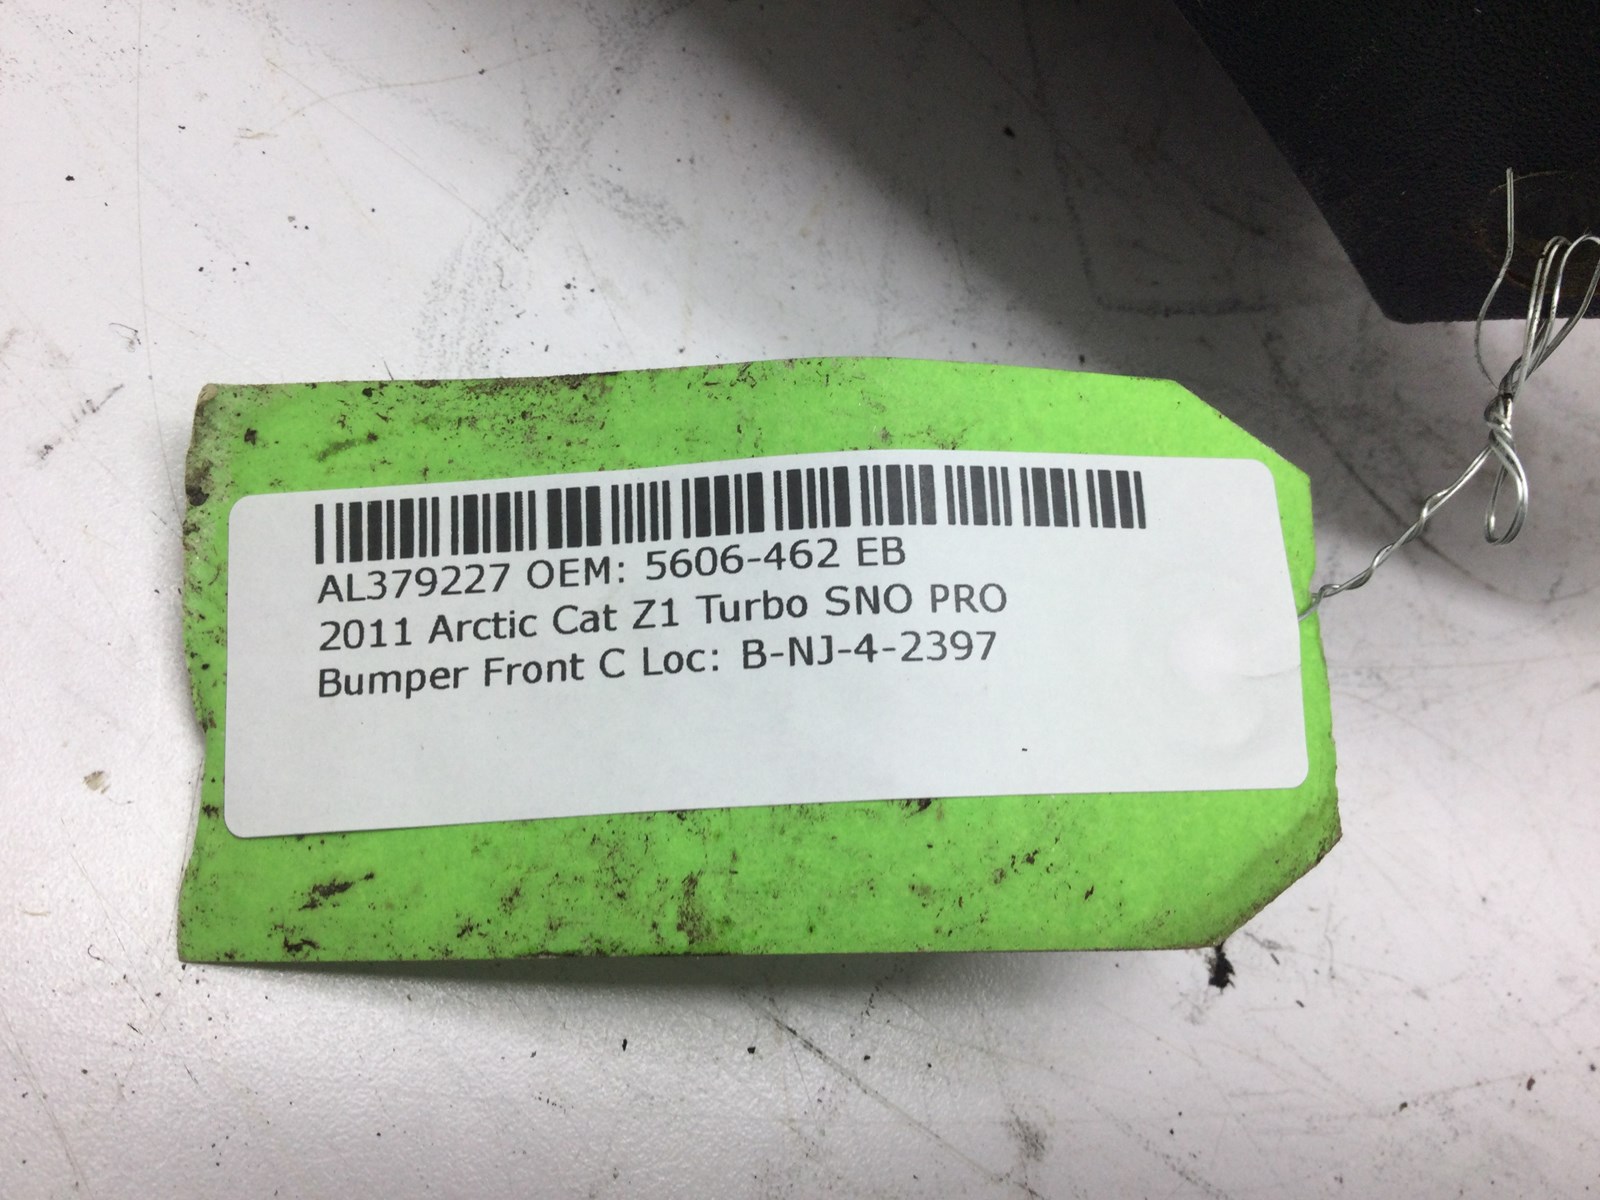 AL379227 OEM: 5606-462 EB
2011 Arctic Cat Z1 Turbo SNO PRO
Bumper Front C Loc: B-NJ-4-2397